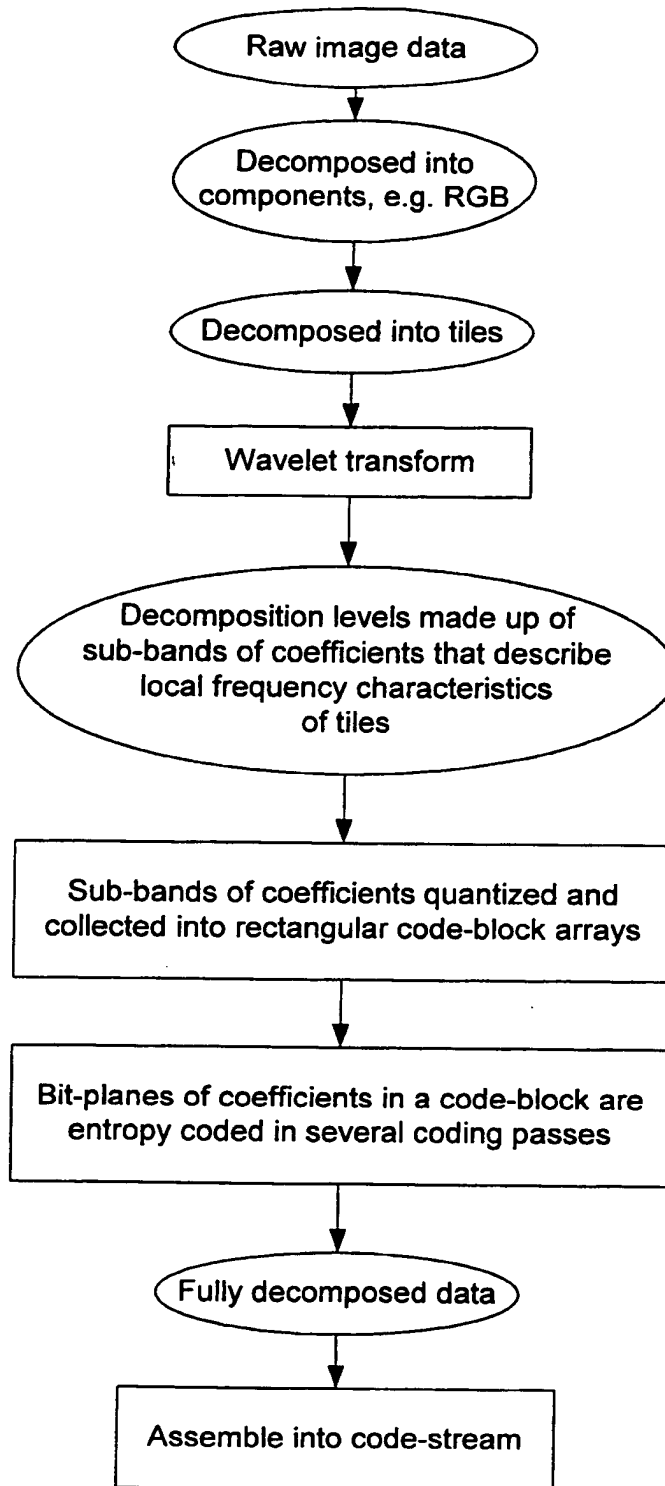 Raw image data
Decomposed into
components, e.g. RGB
Decomposed into tiles
Wavelet transform
Decomposition levels made up of
sub-bands of coefficients that describe
local frequency characteristics
of tiles
Sub-bands of coefficients quantized and
collected into rectangular code-block arrays
Bit-planes of coefficients in a code-block are
entropy coded in several coding passes
Fully decomposed data
Assemble into code-stream